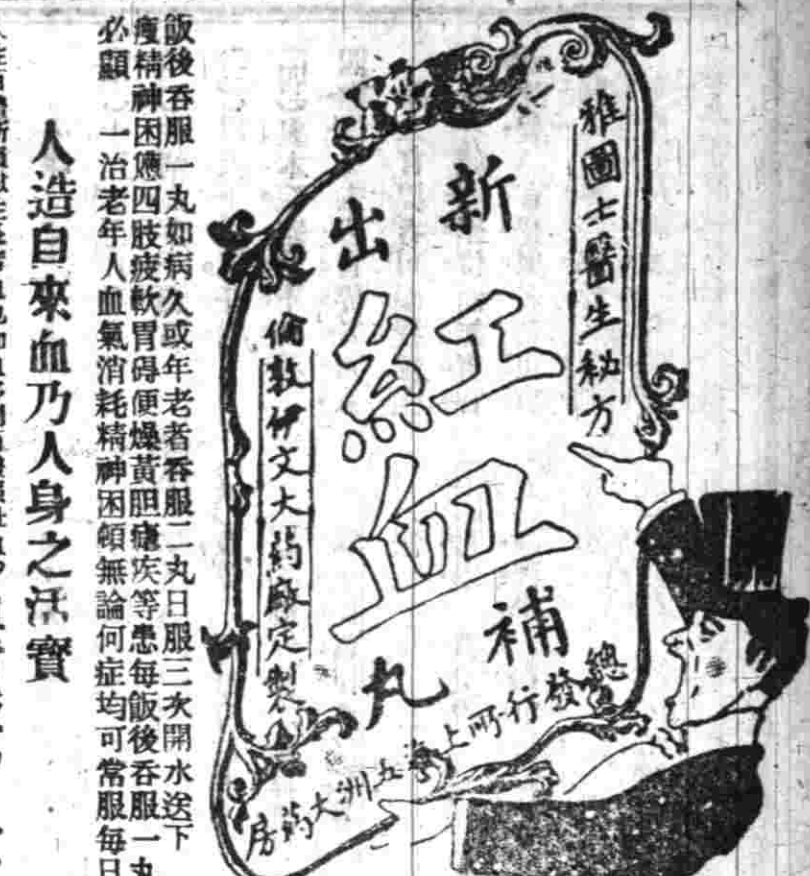 雅圖士醫生秘方
新出
紅血
補丸
倫敦伊文大葯廠定製
總發行所上海五洲大葯房
飯後吞服一丸如病久或年老者吞服二丸日服三次開水送下
瘦精神困憊四肢疲軟胃碍便燥黃胆瘧疾等患每飯後吞服一丸
必顯 一治老年人血氣消耗精神困頓無論何症均可常服每日
人造自來血乃人身之活寶